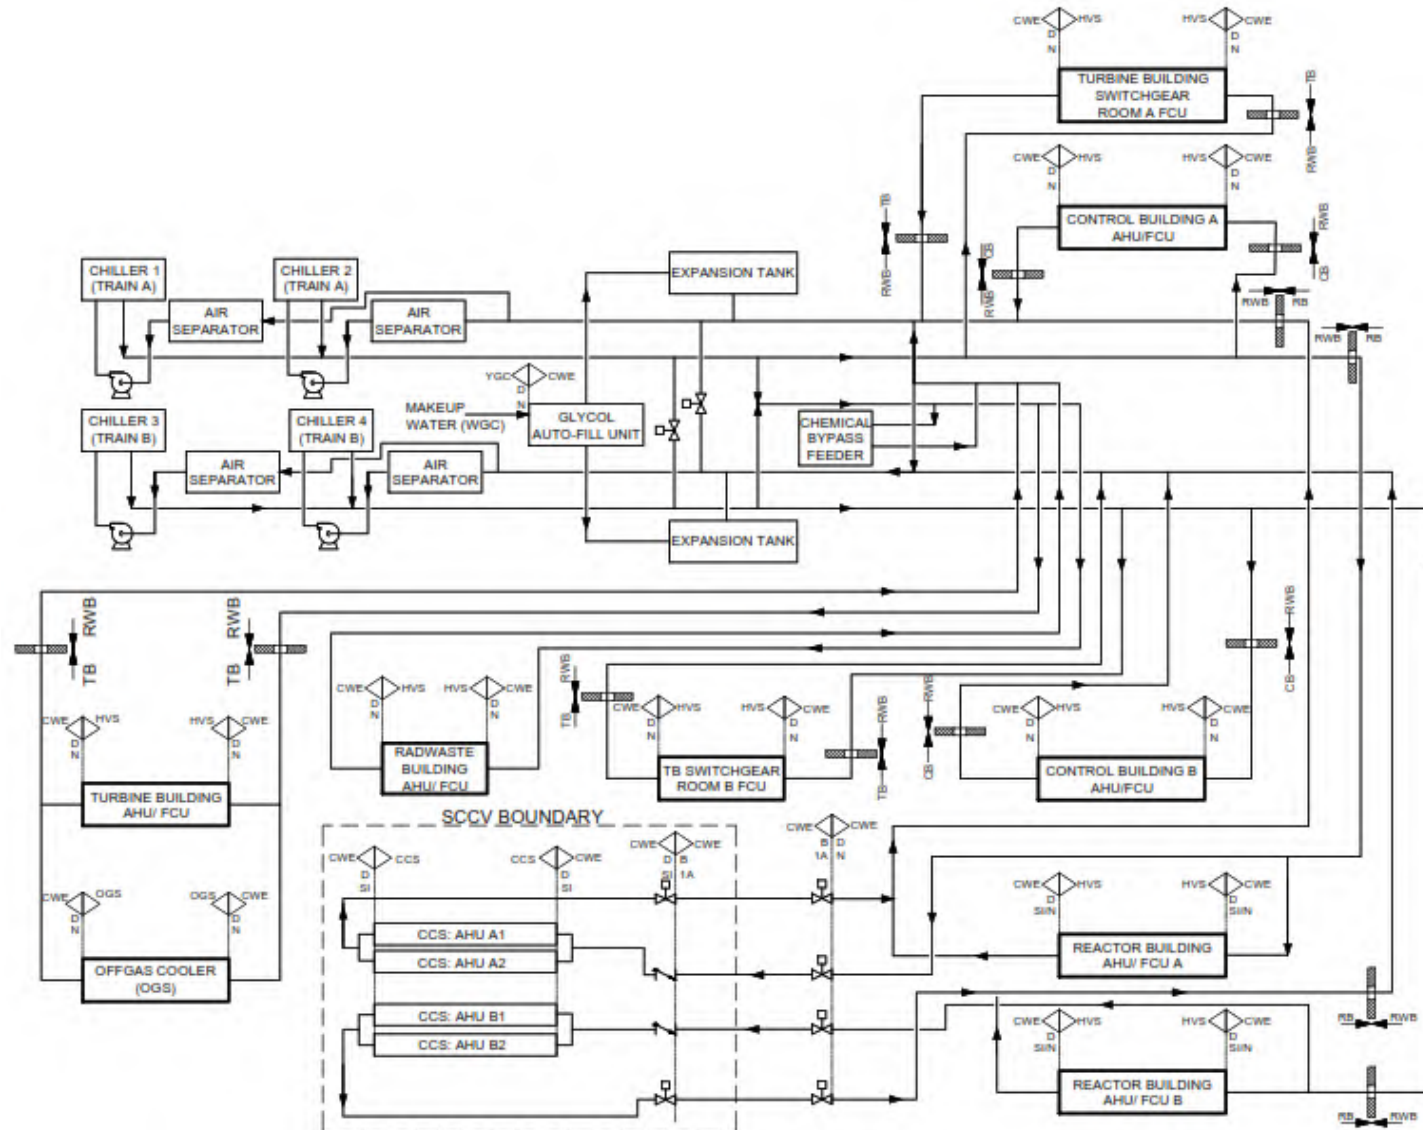 CWE HVS HVS CWE
D D
N N
TURBINE BUILDING
SWITCHGEAR
ROOM A FCU
TB
RWB
CWE HVS HVS CWE
D D
N N
CONTROL BUILDING A
AHU/FCU
TB
RWB
CB
RWB
RWB
CB
RWB RB
RWB RB
CHILLER 1
(TRAIN A)
CHILLER 2
(TRAIN A)
AIR
SEPARATOR
AIR
SEPARATOR
EXPANSION TANK
YGC CWE
D
N
MAKEUP
WATER (WGC)
GLYCOL
AUTO-FILL UNIT
CHEMICAL
BYPASS
FEEDER
CHILLER 3
(TRAIN B)
CHILLER 4
(TRAIN B)
AIR
SEPARATOR
AIR
SEPARATOR
EXPANSION TANK
RWB
TB
RWB
TB
CWE HVS HVS CWE
D D
N N
TURBINE BUILDING
AHU/ FCU
CWE OGS OGS CWE
D D
N N
OFFGAS COOLER
(OGS)
CWE HVS HVS CWE
D D
N N
RADWASTE
BUILDING
AHU/ FCU
RWB
TB
CWE HVS HVS CWE
D D
N N
TB SWITCHGEAR
ROOM B FCU
RWB
TB
RWB
CB
CWE HVS HVS CWE
D D
N N
CONTROL BUILDING B
AHU/FCU
RWB
CB
SCCV BOUNDARY
CWE CCS CCS CWE
D D
SI SI
CWE CWE
D B
SI 1A
CWE CWE
B D
1A N
CCS: AHU A1
CCS: AHU A2
CCS: AHU B1
CCS: AHU B2
CWE HVS HVS CWE
D D
SI/N SI/N
REACTOR BUILDING
AHU/ FCU A
CWE HVS HVS CWE
D D
SI/N SI/N
REACTOR BUILDING
AHU/ FCU B
RB RWB
RB RWB